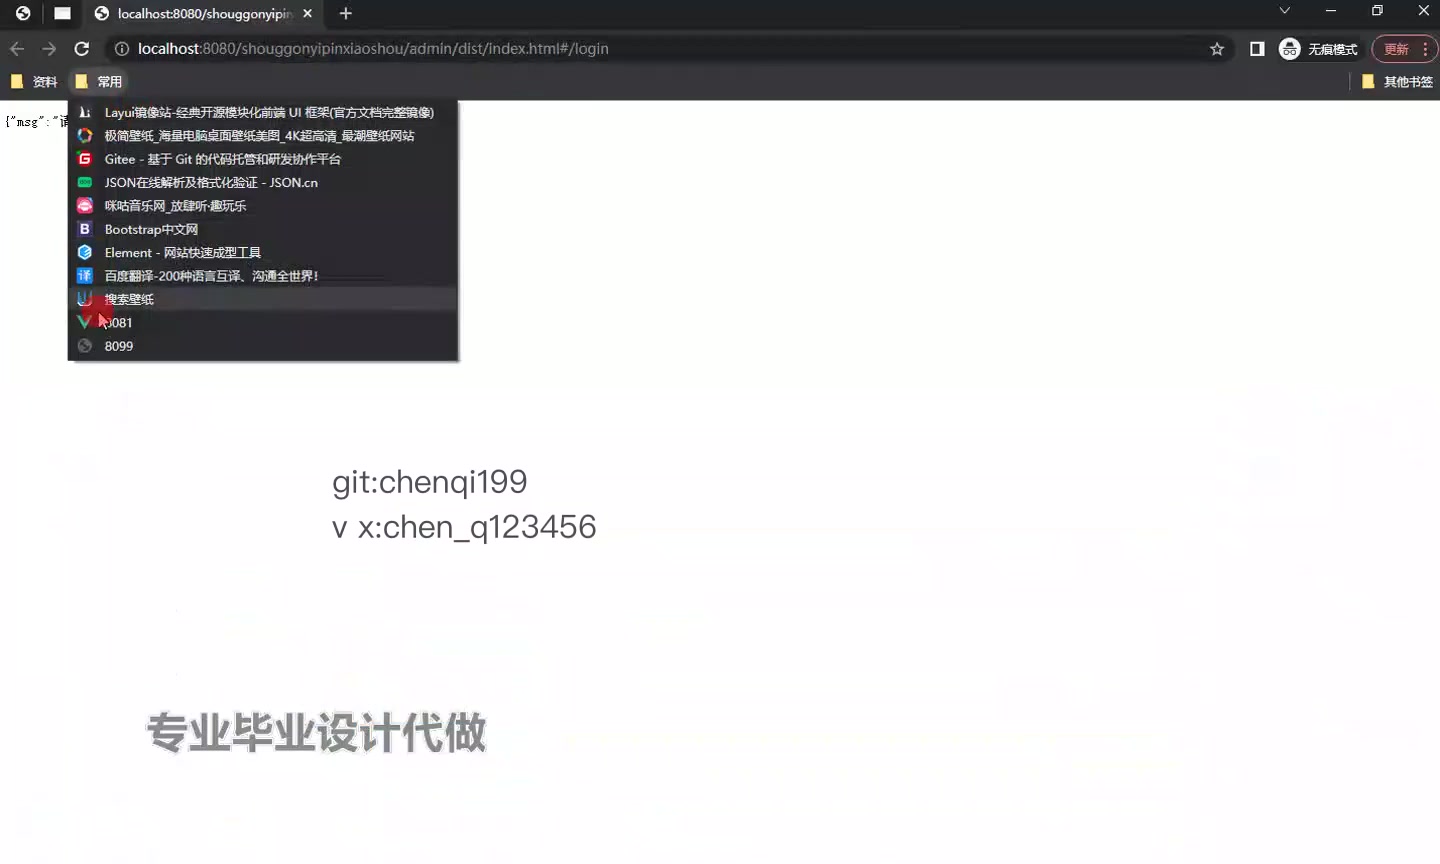 localhost:8080/shouggonyipin
localhost:8080/shouggonyipinxiaoshou/admin/dist/index.html#/login
无痕模式
更新
资料
常用
其他书签
{"msg":"请
Layui镜像站-经典开源模块化前端 UI 框架(官方文档完整镜像)
极简壁纸_海量电脑桌面壁纸美图_4K超高清_最潮壁纸网站
Gitee - 基于 Git 的代码托管和研发协作平台
JSON在线解析及格式化验证 - JSON.cn
咪咕音乐网_放肆听·趣玩乐
Bootstrap中文网
Element - 网站快速成型工具
百度翻译-200种语言互译、沟通全世界!
搜索壁纸
8081
8099
git:chenqi199
v x:chen_q123456
专业毕业设计代做